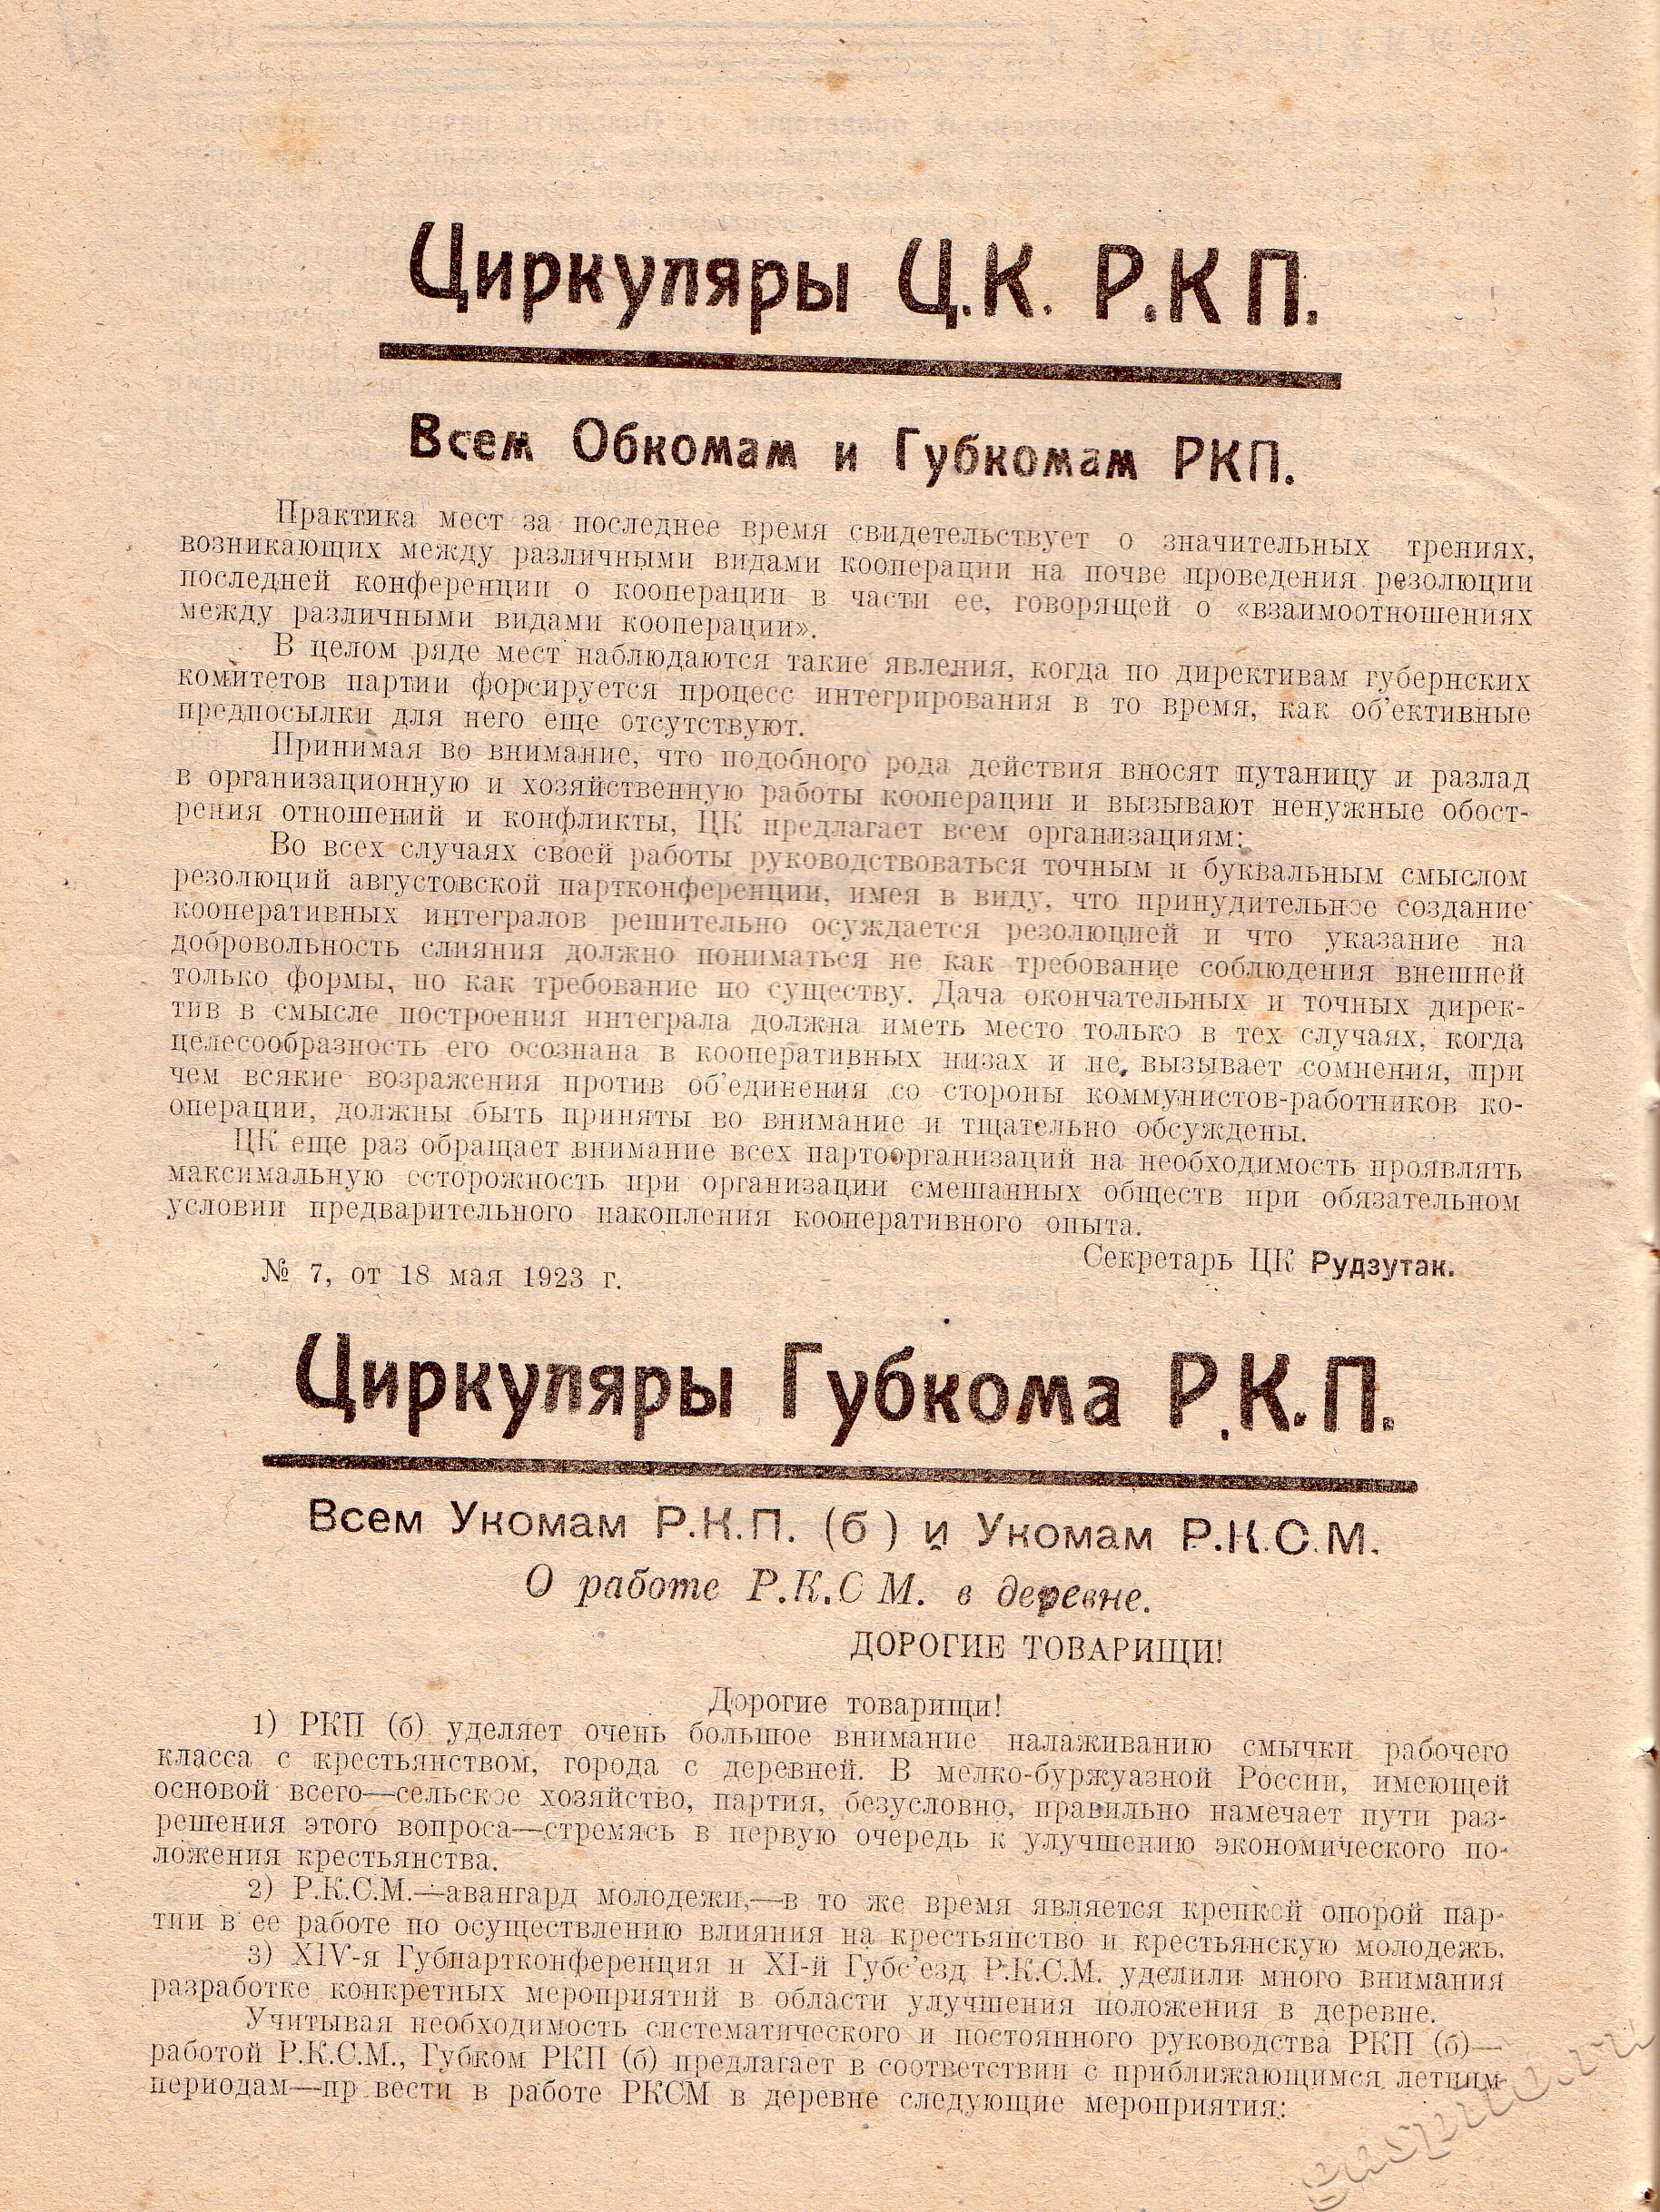 Циркуляры Ц.К. Р.КП.
Всем Обкомам и Губкомам РКП.
Практика мест за последнее время свидетельствует о значительных трениях,
возникающих между различными видами кооперации на почве проведения резолюции
последней конференции о кооперации в части ее, говорящей о «взаимоотношениях
между различными видами кооперации».
В целом ряде мест наблюдаются такие явления, когда по директивам губернских
комитетов партии форсируется процесс интегрирования в то время, как об'ективные
предпосылки для него еще отсутствуют.
Принимая во внимание, что подобного рода действия вносят путаницу и разлад
в организационную и хозяйственную работы кооперации и вызывают ненужные обост-
рения отношений и конфликты, ЦК предлагает всем организациям:
Во всех случаях своей работы руководствоваться точным и буквальным смыслом
резолюций августовской партконференции, имея в виду, что принудительное создание
кооперативных интегралов решительно осуждается резолюцией и что указание на
добровольность слияния должно пониматься не как требование соблюдения внешней
только формы, но как требование по существу. Дача окончательных и точных дирек-
тив в смысле построения интеграла должна иметь место только в тех случаях, когда
целесообразность его осознана в кооперативных низах и не вызывает сомнения, при
чем всякие возражения против об'единения со стороны коммунистов-работников ко-
операции, должны быть приняты во внимание и тщательно обсуждены.
ЦК еще раз обращает внимание всех партоорганизаций на необходимость проявлять
максимальную есторожность при организации смешанных обществ при обязательном
условии предварительного накопления кооперативного опыта.
Секретарь ЦК Рудзутак.
№ 7, от 18 мая 1923 г.
Циркуляры Губкома Р.К.П.
Всем Укомам Р.К.П. (б) и Укомам Р.К.С.М.
О работе Р.К.С М. в деревне.
ДОРОГИЕ ТОВАРИЩИ!
Дорогие товарищи!
1) РКП (б) уделяет очень большое внимание налаживанию смычки рабочего
класса с крестьянством, города с деревней. В мелко-буржуазной России, имеющей
основой всего—сельское хозяйство, партия, безусловно, правильно намечает пути раз-
решения этого вопроса—стремясь в первую очередь к улучшению экономического по-
ложения крестьянства.
2) Р.К.С.М.—авангард молодежи,—в то же время является крепкой опорой пар-
тии в ее работе по осуществлению влияния на крестьянство и крестьянскую молодежь.
3) XIV-я Губпартконференция и XI-й Губс'езд Р.К.С.М. уделили много внимания
разработке конкретных мероприятий в области улучшения положения в деревне.
Учитывая необходимость систематического и постоянного руководства РКП (б)—
работой Р.К.С.М., Губком РКП (б) предлагает в соответствии с приближающимся летним
периодам—пр вести в работе РКСМ в деревне следующие мероприятия:
gaspito.ru